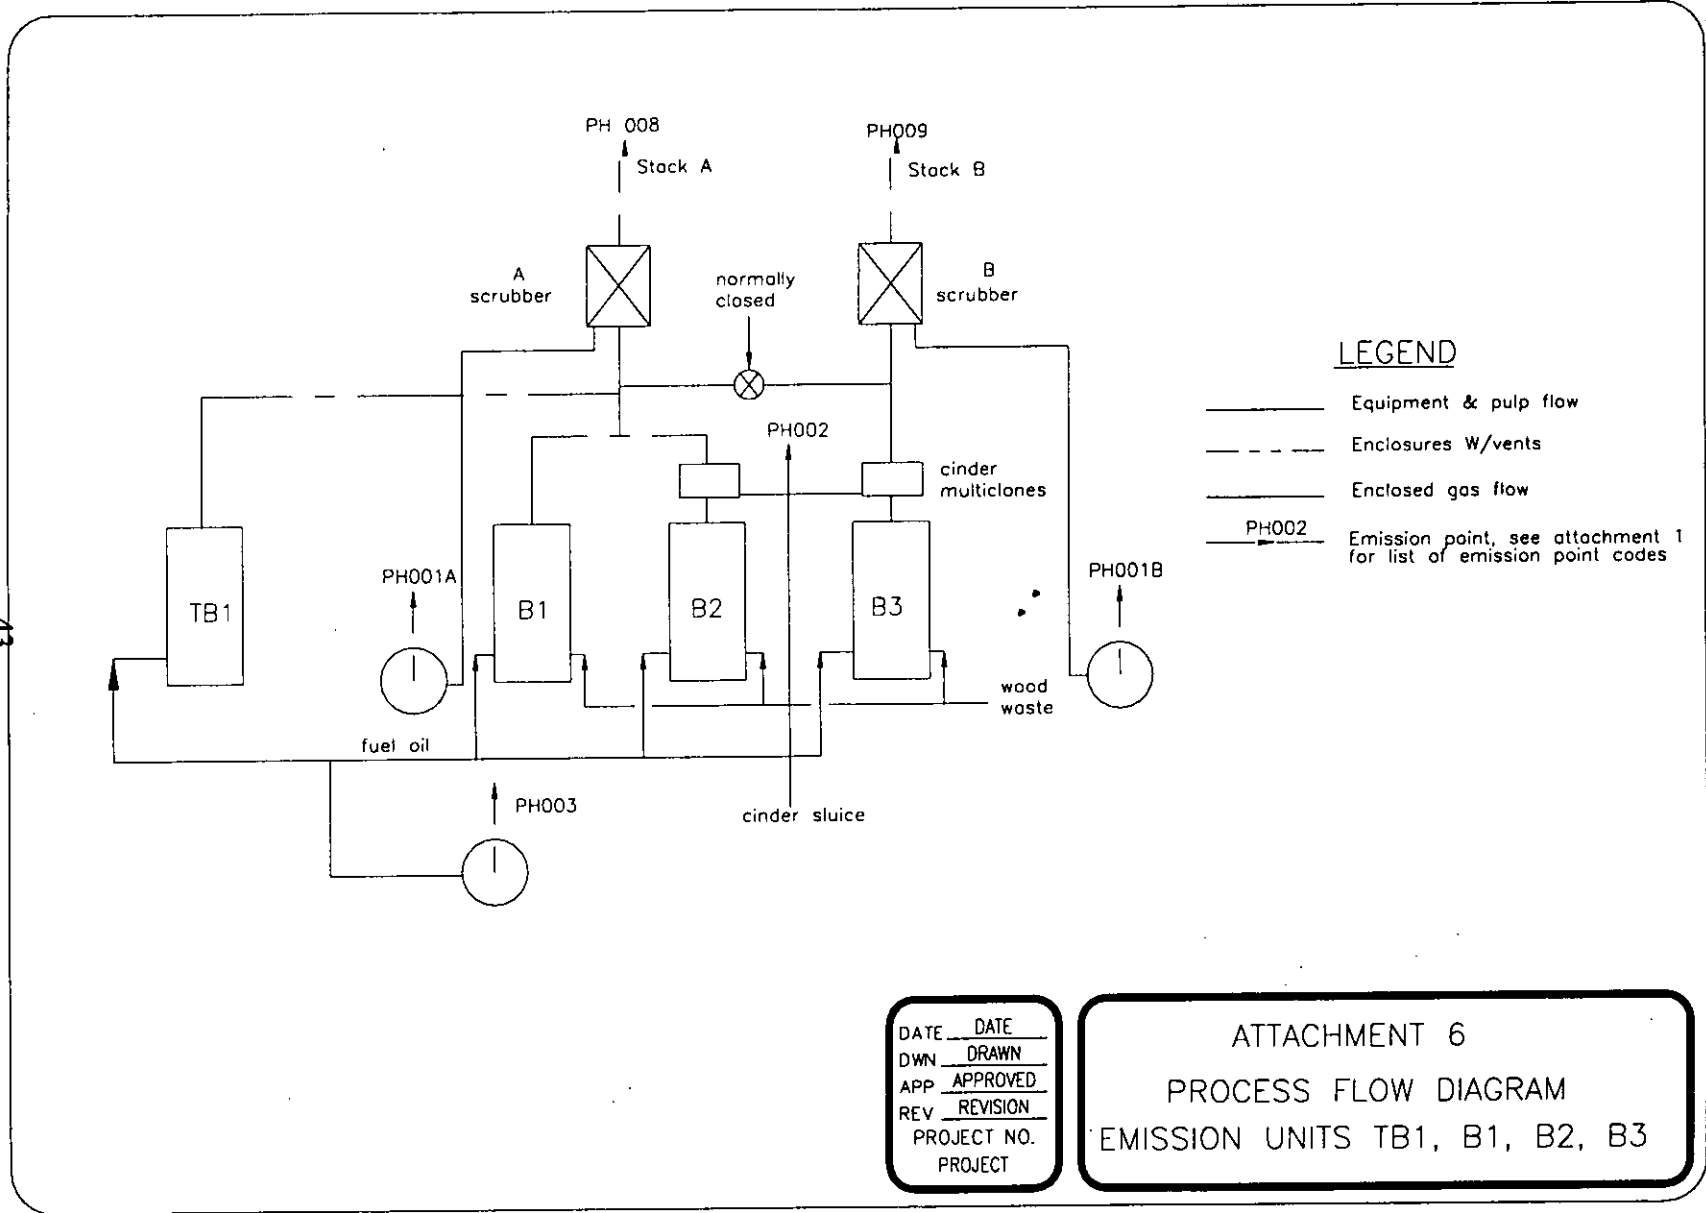 PH 008
Stack A
PH009
Stack B
A
scrubber
normally
closed
B
scrubber
LEGEND
Equipment & pulp flow
Enclosures W/vents
Enclosed gas flow
PH002
Emission point, see attachment 1
for list of emission point codes
PH002
cinder
multiclones
PH001A
PH001B
TB1
B1
B2
B3
wood
waste
fuel oil
PH003
cinder sluice
13
DATE DATE
DWN DRAWN
APP APPROVED
REV REVISION
PROJECT NO.
PROJECT
ATTACHMENT 6
PROCESS FLOW DIAGRAM
EMISSION UNITS TB1, B1, B2, B3